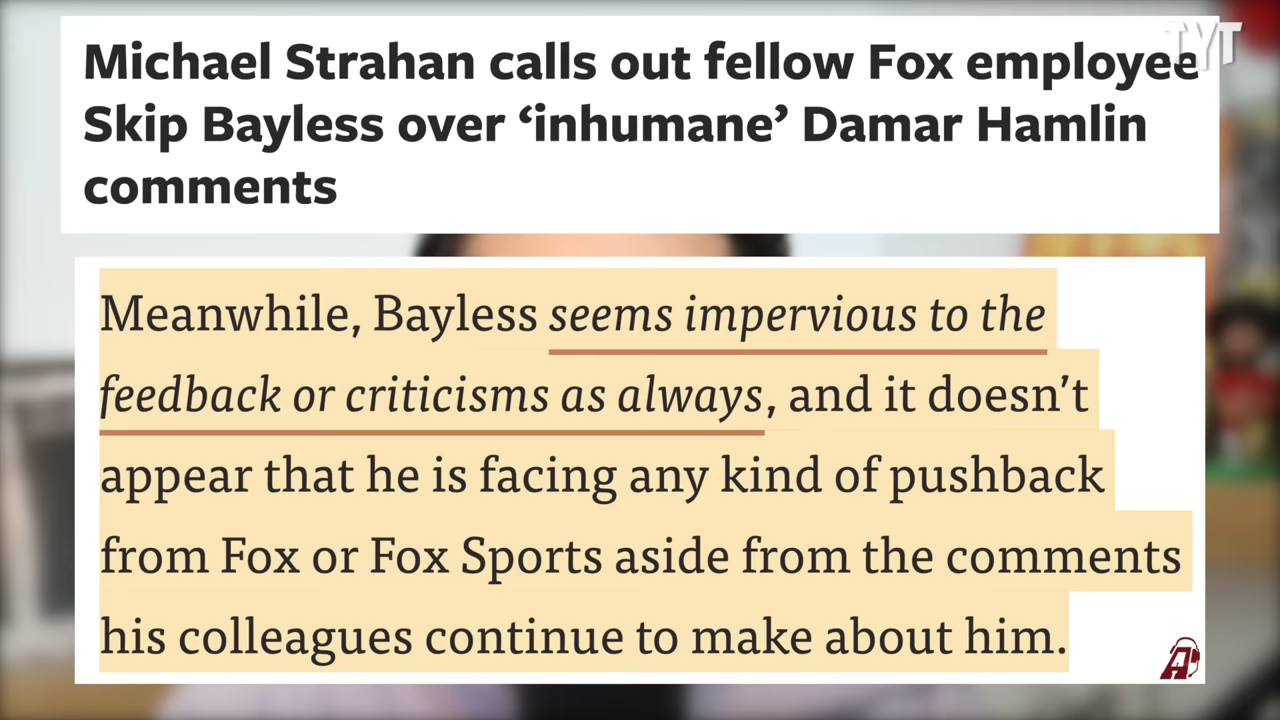 TYT
Michael Strahan calls out fellow Fox employee
Skip Bayless over ‘inhumane’ Damar Hamlin
comments
Meanwhile, Bayless seems impervious to the
feedback or criticisms as always, and it doesn’t
appear that he is facing any kind of pushback
from Fox or Fox Sports aside from the comments
his colleagues continue to make about him.
A